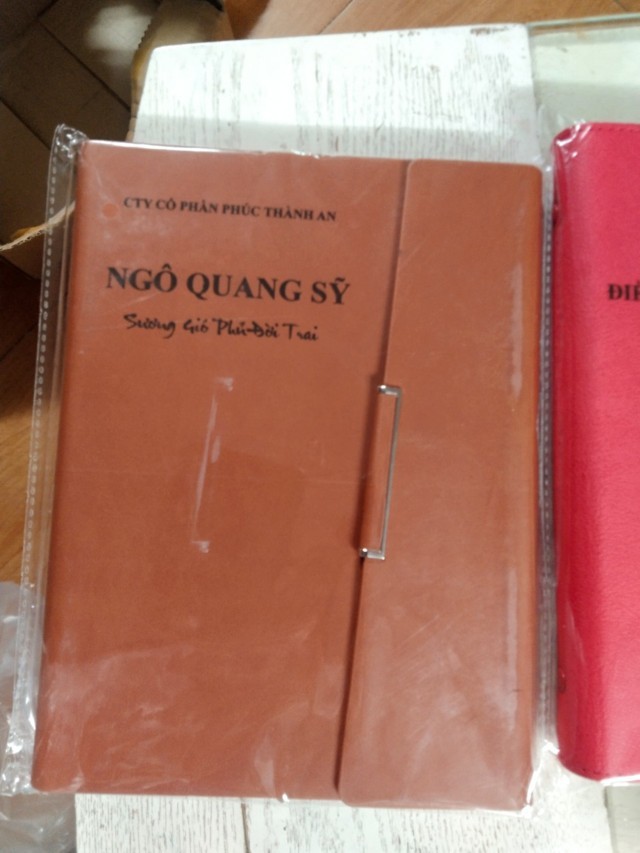 CTY CỔ PHẦN PHÚC THÀNH AN
NGÔ QUANG SỸ
Sương Gió Phủ Đời Trai